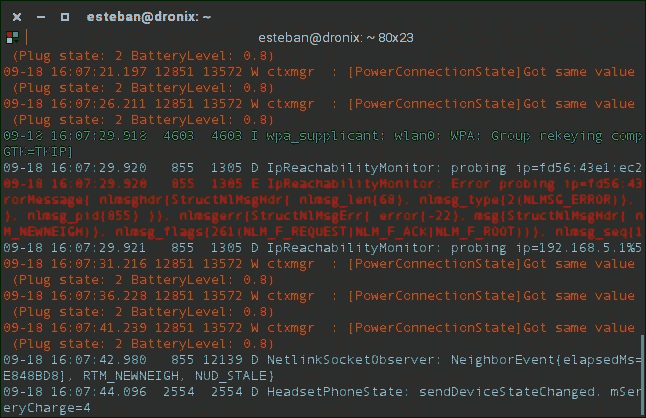 esteban@dronix: ~
esteban@dronix: ~ 80x23
(Plug state: 2 BatteryLevel: 0.8)
09-18 16:07:21.197 12851 13572 W ctxmgr  : [PowerConnectionState]Got same value
(Plug state: 2 BatteryLevel: 0.8)
09-18 16:07:26.211 12851 13572 W ctxmgr  : [PowerConnectionState]Got same value
(Plug state: 2 BatteryLevel: 0.8)
09-18 16:07:29.918  4603  4603 I wpa_supplicant: wlan0: WPA: Group rekeying comp
GTK=TKIP]
09-18 16:07:29.920   855  1305 D IpReachabilityMonitor: probing ip=fd56:43e1:ec2
09-18 16:07:29.920   855  1305 E IpReachabilityMonitor: Error probing ip=fd56:43
rorMessage{ nlmsghdr{StructNlMsgHdr{ nlmsg_len{68}, nlmsg_type{2(NLMSG_ERROR)},
}, nlmsg_pid{855} }}, nlmsgerr{StructNlMsgErr{ error{-22}, msg{StructNlMsgHdr{ n
M_NEWNEIGH)}, nlmsg_flags{261(NLM_F_REQUEST|NLM_F_ACK|NLM_F_ROOT)}, nlmsg_seq{1
09-18 16:07:29.921   855  1305 D IpReachabilityMonitor: probing ip=192.168.5.1%5
09-18 16:07:31.216 12851 13572 W ctxmgr  : [PowerConnectionState]Got same value
(Plug state: 2 BatteryLevel: 0.8)
09-18 16:07:36.228 12851 13572 W ctxmgr  : [PowerConnectionState]Got same value
(Plug state: 2 BatteryLevel: 0.8)
09-18 16:07:41.239 12851 13572 W ctxmgr  : [PowerConnectionState]Got same value
(Plug state: 2 BatteryLevel: 0.8)
09-18 16:07:42.980   855 12139 D NetlinkSocketObserver: NeighborEvent{elapsedMs=
E848BD8], RTM_NEWNEIGH, NUD_STALE}
09-18 16:07:44.096  2554  2554 D HeadsetPhoneState: sendDeviceStateChanged. mSer
eryCharge=4